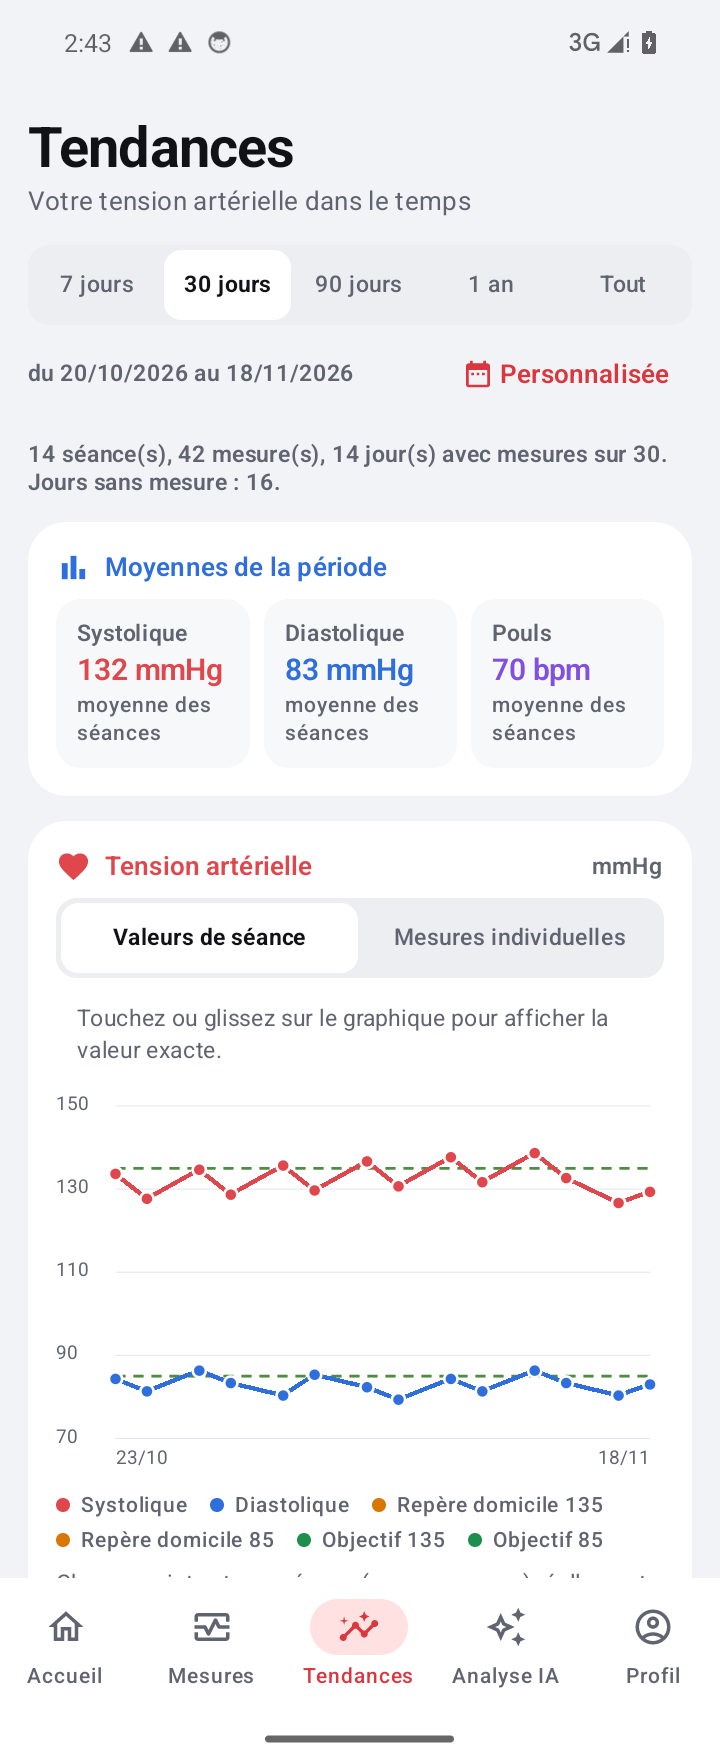 2:43
3G
Tendances
Votre tension artérielle dans le temps
7 jours 30 jours 90 jours 1 an Tout
du 20/10/2026 au 18/11/2026 Personnalisée
14 séance(s), 42 mesure(s), 14 jour(s) avec mesures sur 30.
Jours sans mesure : 16.
Moyennes de la période
Systolique Diastolique Pouls
132 mmHg 83 mmHg 70 bpm
moyenne des moyenne des moyenne des
séances séances séances
Tension artérielle mmHg
Valeurs de séance Mesures individuelles
Touchez ou glissez sur le graphique pour afficher la
valeur exacte.
150
130
110
90
70
23/10 18/11
Systolique Diastolique Repère domicile 135
Repère domicile 85 Objectif 135 Objectif 85
Accueil Mesures Tendances Analyse IA Profil